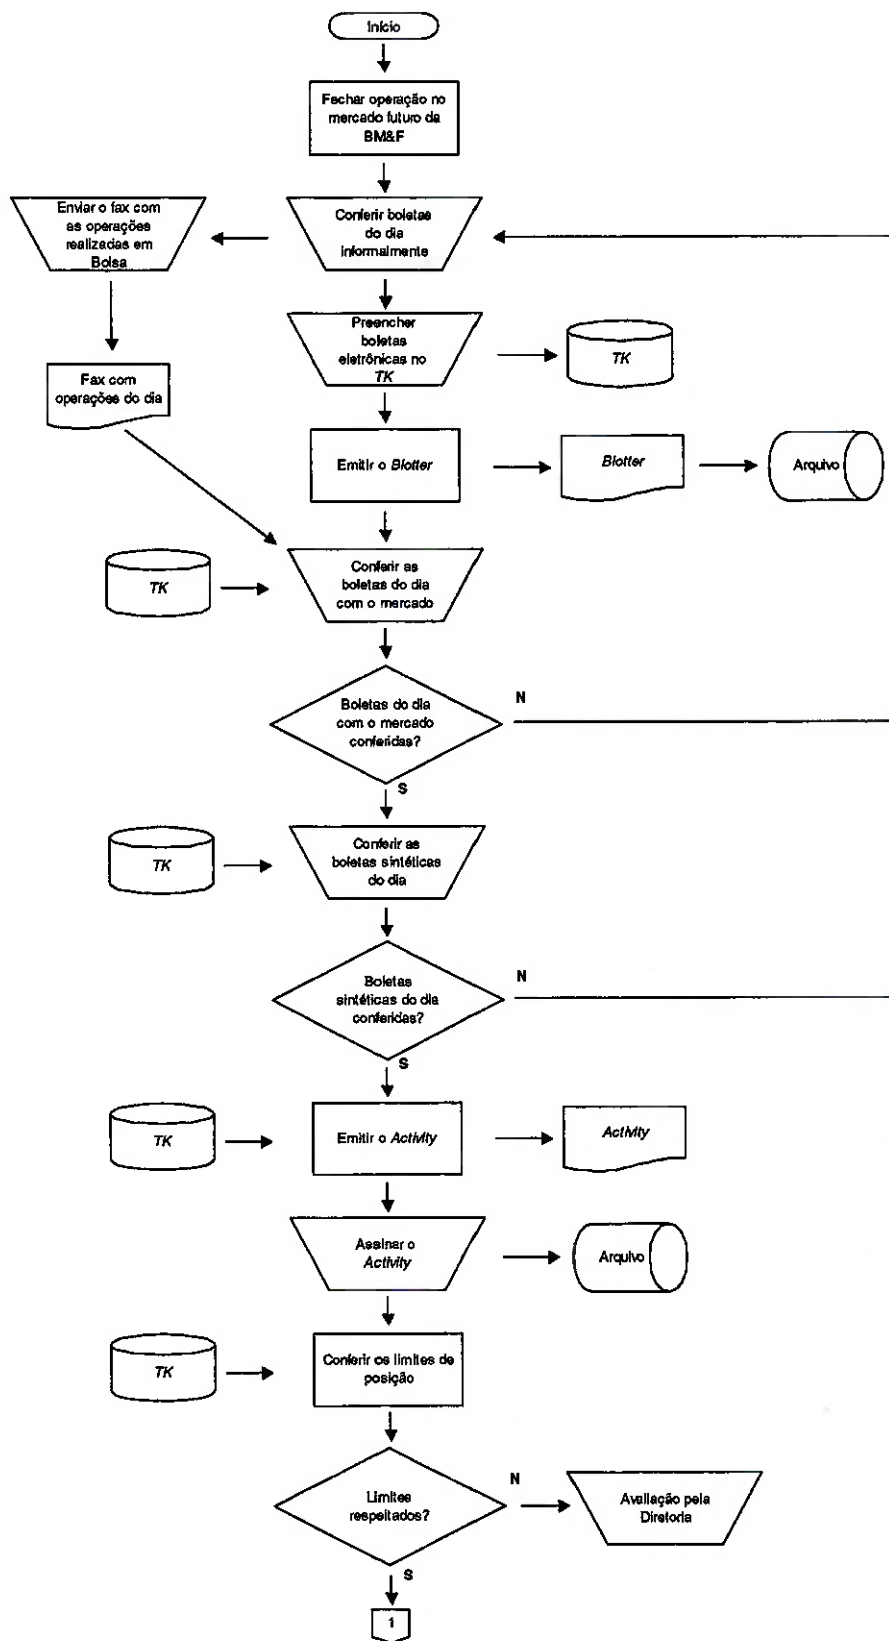 Início
Fechar operação no
mercado futuro da
BM&F
Enviar o fax com
as operações
realizadas em
Bolsa
Conferir boletas
do dia
informalmente
Preencher
boletas
eletrônicas no
TK
TK
Fax com
operações do dia
Emitir o Blotter
Blotter
Arquivo
TK
Conferir as
boletas do dia
com o mercado
Boletas do dia
com o mercado
conferidas?
N
S
TK
Conferir as
boletas sintéticas
do dia
Boletas
sintéticas do dia
conferidas?
N
S
TK
Emitir o Activity
Activity
Assinar o
Activity
Arquivo
TK
Conferir os limites de
posição
Limites
respeitados?
N
Avaliação pela
Diretoria
S
1